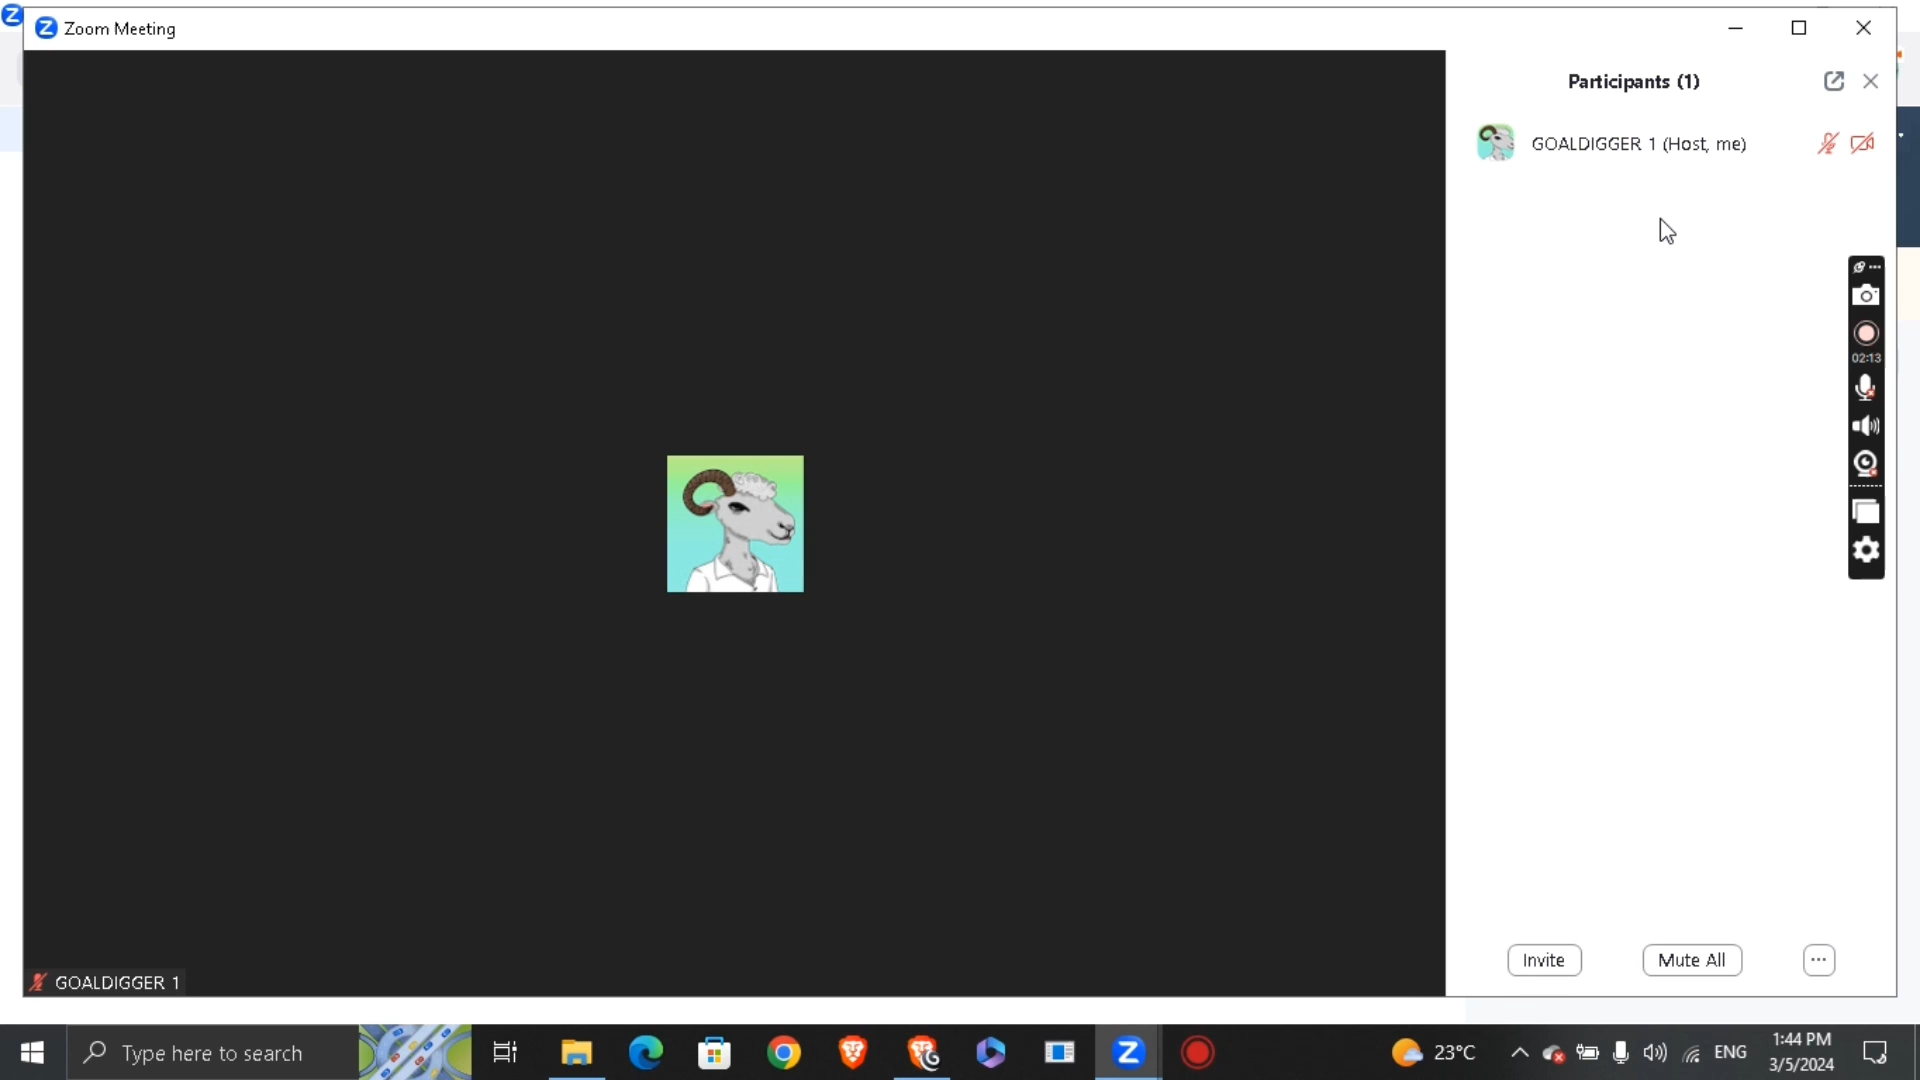 Zoom Meeting
Participants (1)
GOALDIGGER 1 (Host, me)
02:13
GOALDIGGER 1
Invite
Mute All
Type here to search
23°C
ENG
1:44 PM
3/5/2024